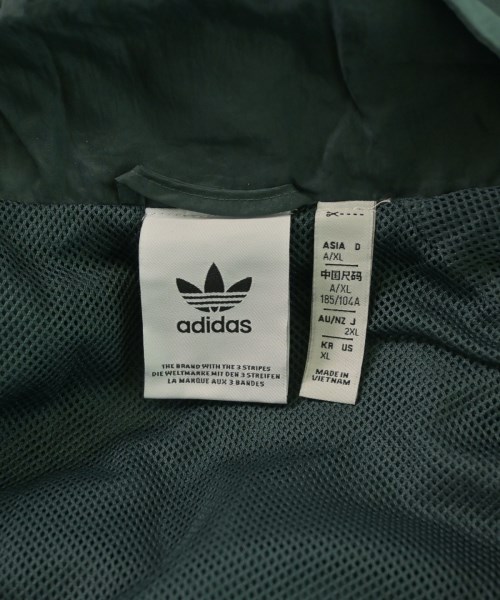 adidas
THE BRAND WITH THE 3 STRIPES
DIE WELTMARKE MIT DEN 3 STREIFEN
LA MARQUE AUX 3 BANDES
ASIA D
A/XL
中国尺码
A/XL
185/104A
AU/NZ J
2XL
KR US
XL
MADE IN
VIETNAM